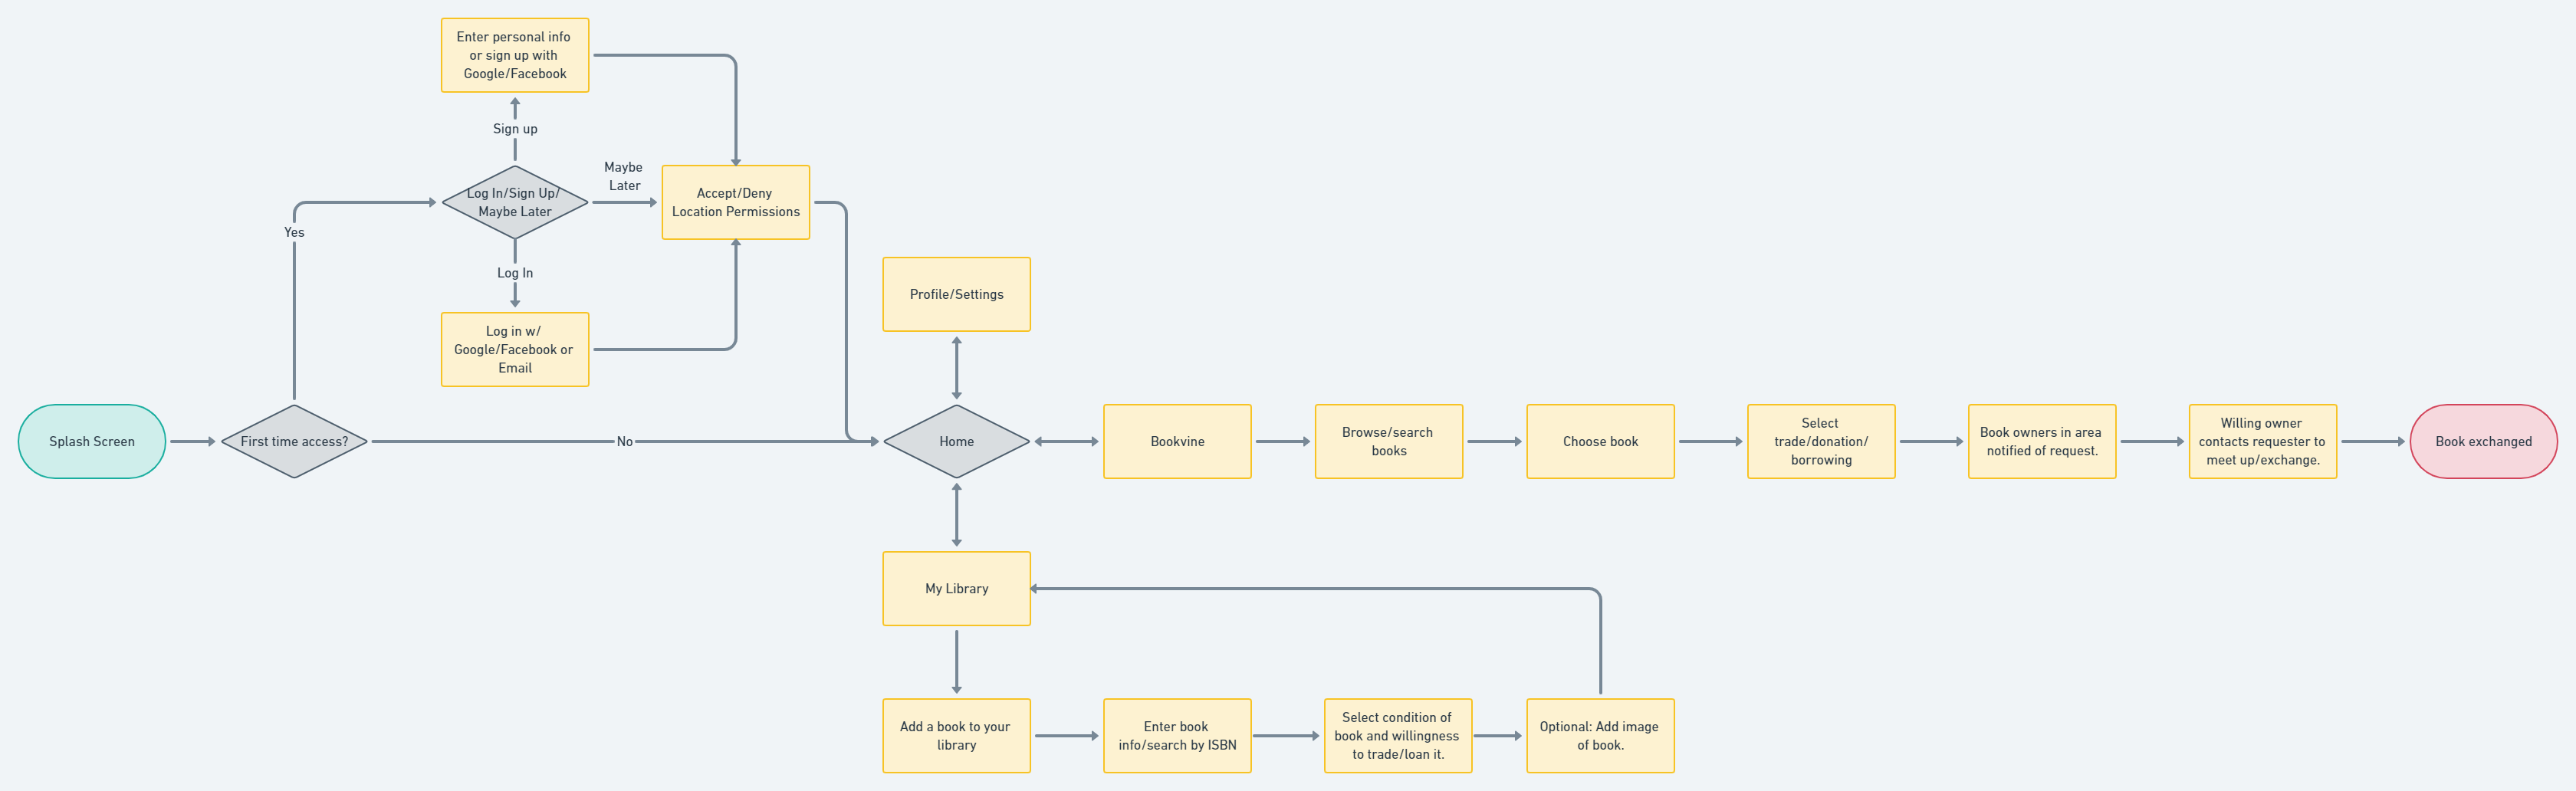 Enter personal info
or sign up with
Google/Facebook
Sign up
Maybe
Later
Log In/Sign Up/
Maybe Later
Accept/Deny
Location Permissions
Yes
Log In
Profile/Settings
Log in w/
Google/Facebook or
Email
Splash Screen
First time access?
No
Home
Bookvine
Browse/search
books
Choose book
Select
trade/donation/
borrowing
Book owners in area
notified of request.
Willing owner
contacts requester to
meet up/exchange.
Book exchanged
My Library
Add a book to your
library
Enter book
info/search by ISBN
Select condition of
book and willingness
to trade/loan it.
Optional: Add image
of book.